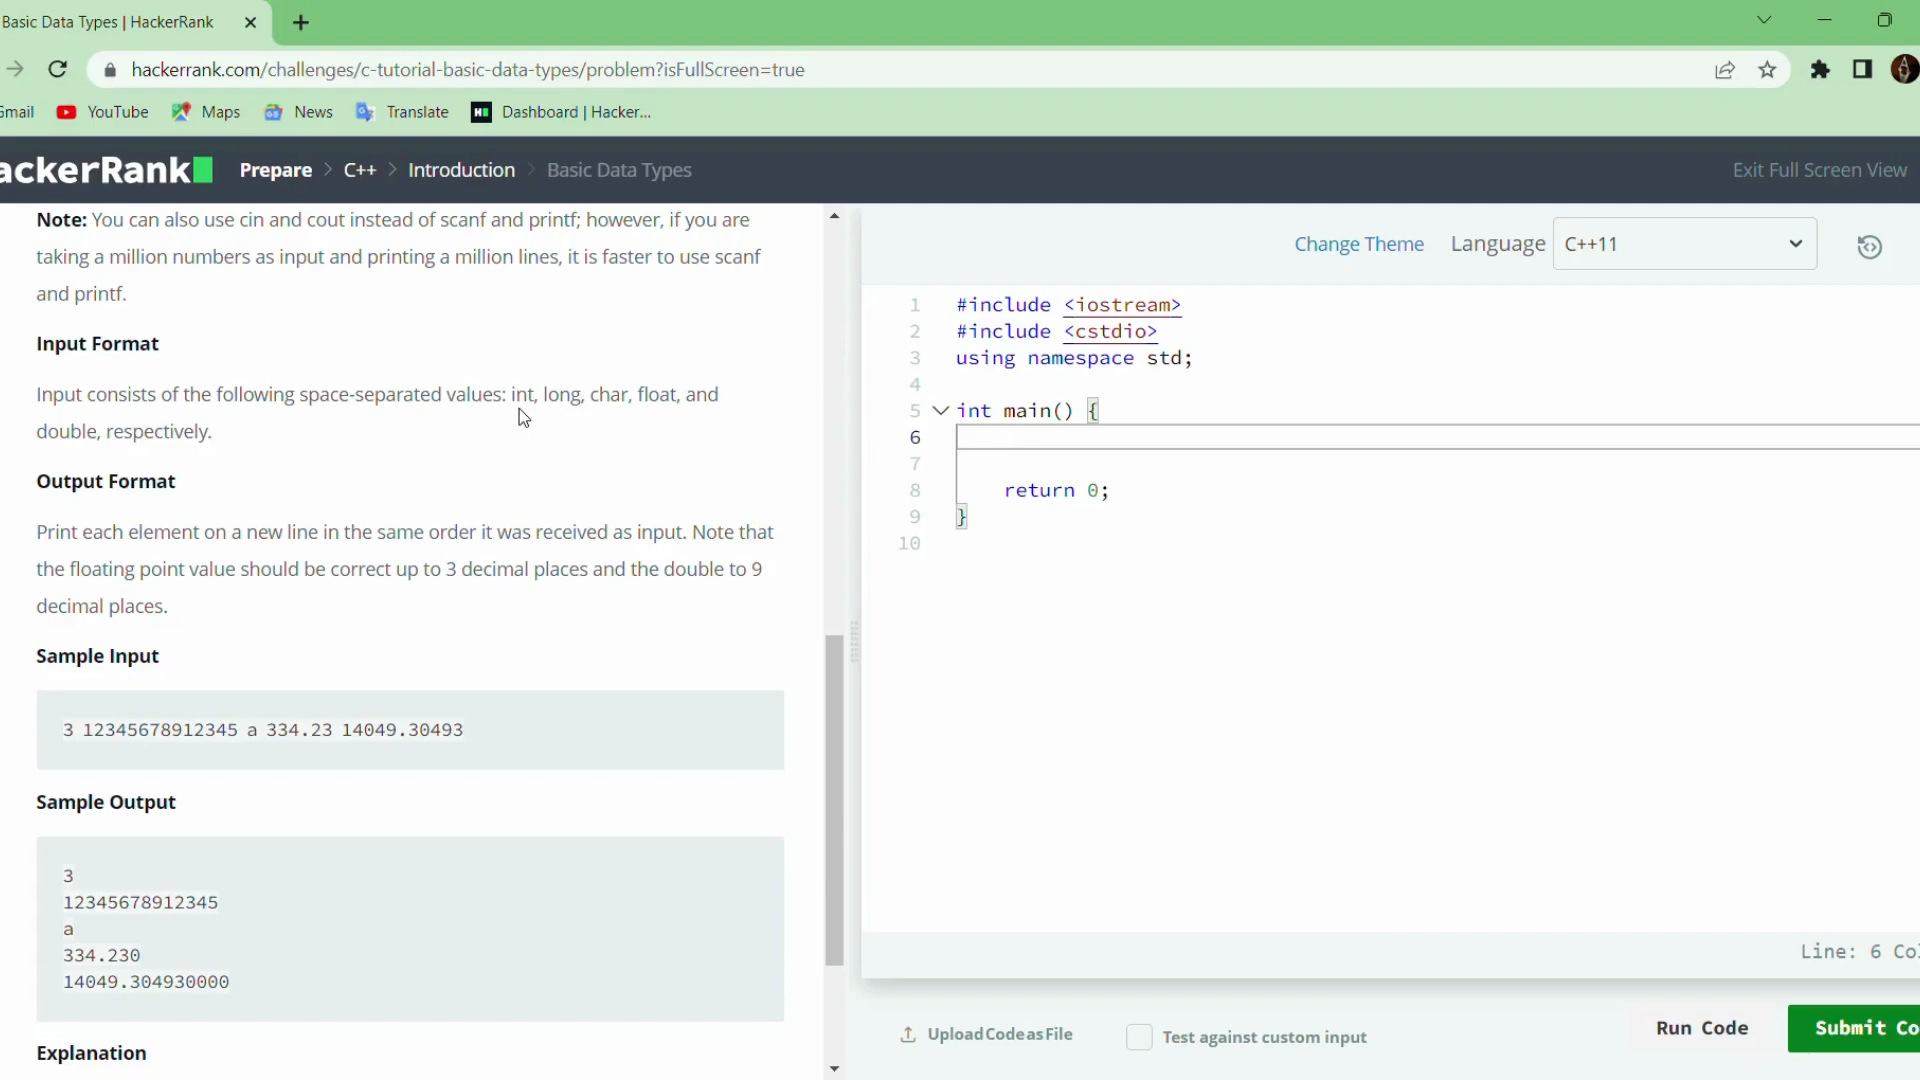 Basic Data Types | HackerRank
hackerrank.com/challenges/c-tutorial-basic-data-types/problem?isFullScreen=true
Gmail YouTube Maps News Translate Dashboard | Hacker...
ackerRank Prepare > C++ > Introduction > Basic Data Types Exit Full Screen View
Note: You can also use cin and cout instead of scanf and printf; however, if you are
taking a million numbers as input and printing a million lines, it is faster to use scanf
and printf.
Input Format
Input consists of the following space-separated values: int, long, char, float, and
double, respectively.
Output Format
Print each element on a new line in the same order it was received as input. Note that
the floating point value should be correct up to 3 decimal places and the double to 9
decimal places.
Sample Input
3 12345678912345 a 334.23 14049.30493
Sample Output
3
12345678912345
a
334.230
14049.304930000
Explanation
Change Theme Language C++11
1 #include <iostream>
2 #include <cstdio>
3 using namespace std;
4
5 int main() {
6
7
8 return 0;
9 }
10
Line: 6 Col
Upload Code as File Test against custom input Run Code Submit Co